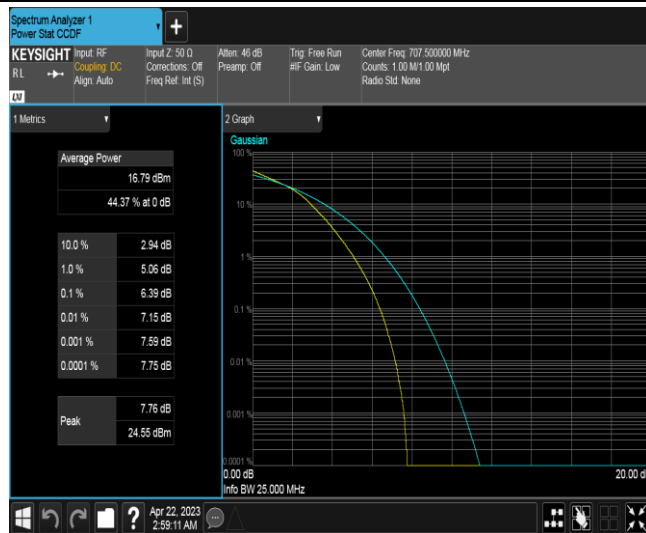 Spectrum Analyzer 1
Power Stat CCDF
+
KEYSIGHT
RL
LXI
Input: RF
Coupling: DC
Align: Auto
Input Z: 50 Ω
Corrections: Off
Freq Ref: Int (S)
Atten: 46 dB
Preamp: Off
Trig: Free Run
#IF Gain: Low
Center Freq: 707.500000 MHz
Counts: 1.00 M/1.00 Mpt
Radio Std: None
1 Metrics
Average Power
16.79 dBm
44.37 % at 0 dB
10.0 % 2.94 dB
1.0 % 5.06 dB
0.1 % 6.39 dB
0.01 % 7.15 dB
0.001 % 7.59 dB
0.0001 % 7.75 dB
Peak
7.76 dB
24.55 dBm
2 Graph
Gaussian
100 %
10 %
1 %
0.1 %
0.01 %
0.001 %
0.0001 %
0.00 dB
20.00 d
Info BW 25.000 MHz
?
Apr 22, 2023
2:59:11 AM